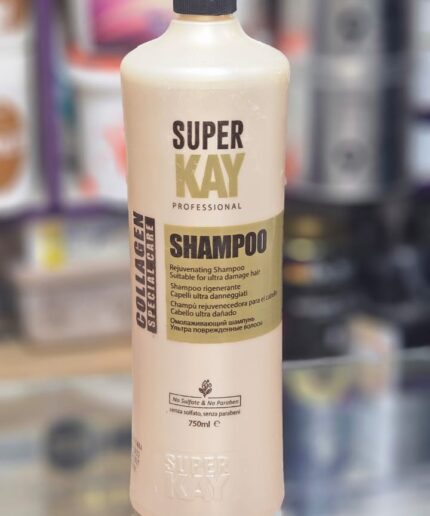 SUPER
KAY
PROFESSIONAL
COLLAGEN
SPECIAL CARE
SHAMPOO
Rejuvenating Shampoo
Suitable for ultra damage hair
Shampoo rigenerante
Capelli ultra danneggiati
Champú rejuvenecedora para el cabello
Cabello ultra dañado
Омолаживающий шампунь
Ультра поврежденные волосы
No Sulfate & No Paraben
senza solfato, senza parabeni
750ml e
SUPER
KAY